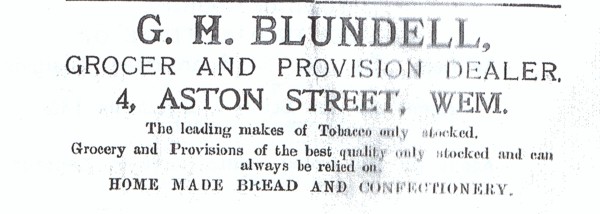 G. H. BLUNDELL,
GROCER AND PROVISION DEALER.
4, ASTON STREET, WEM.
The leading makes of Tobacco only stocked.
Grocery and Provisions of the best quality only stocked and can
always be relied on.
HOME MADE BREAD AND CONFECTIONERY.